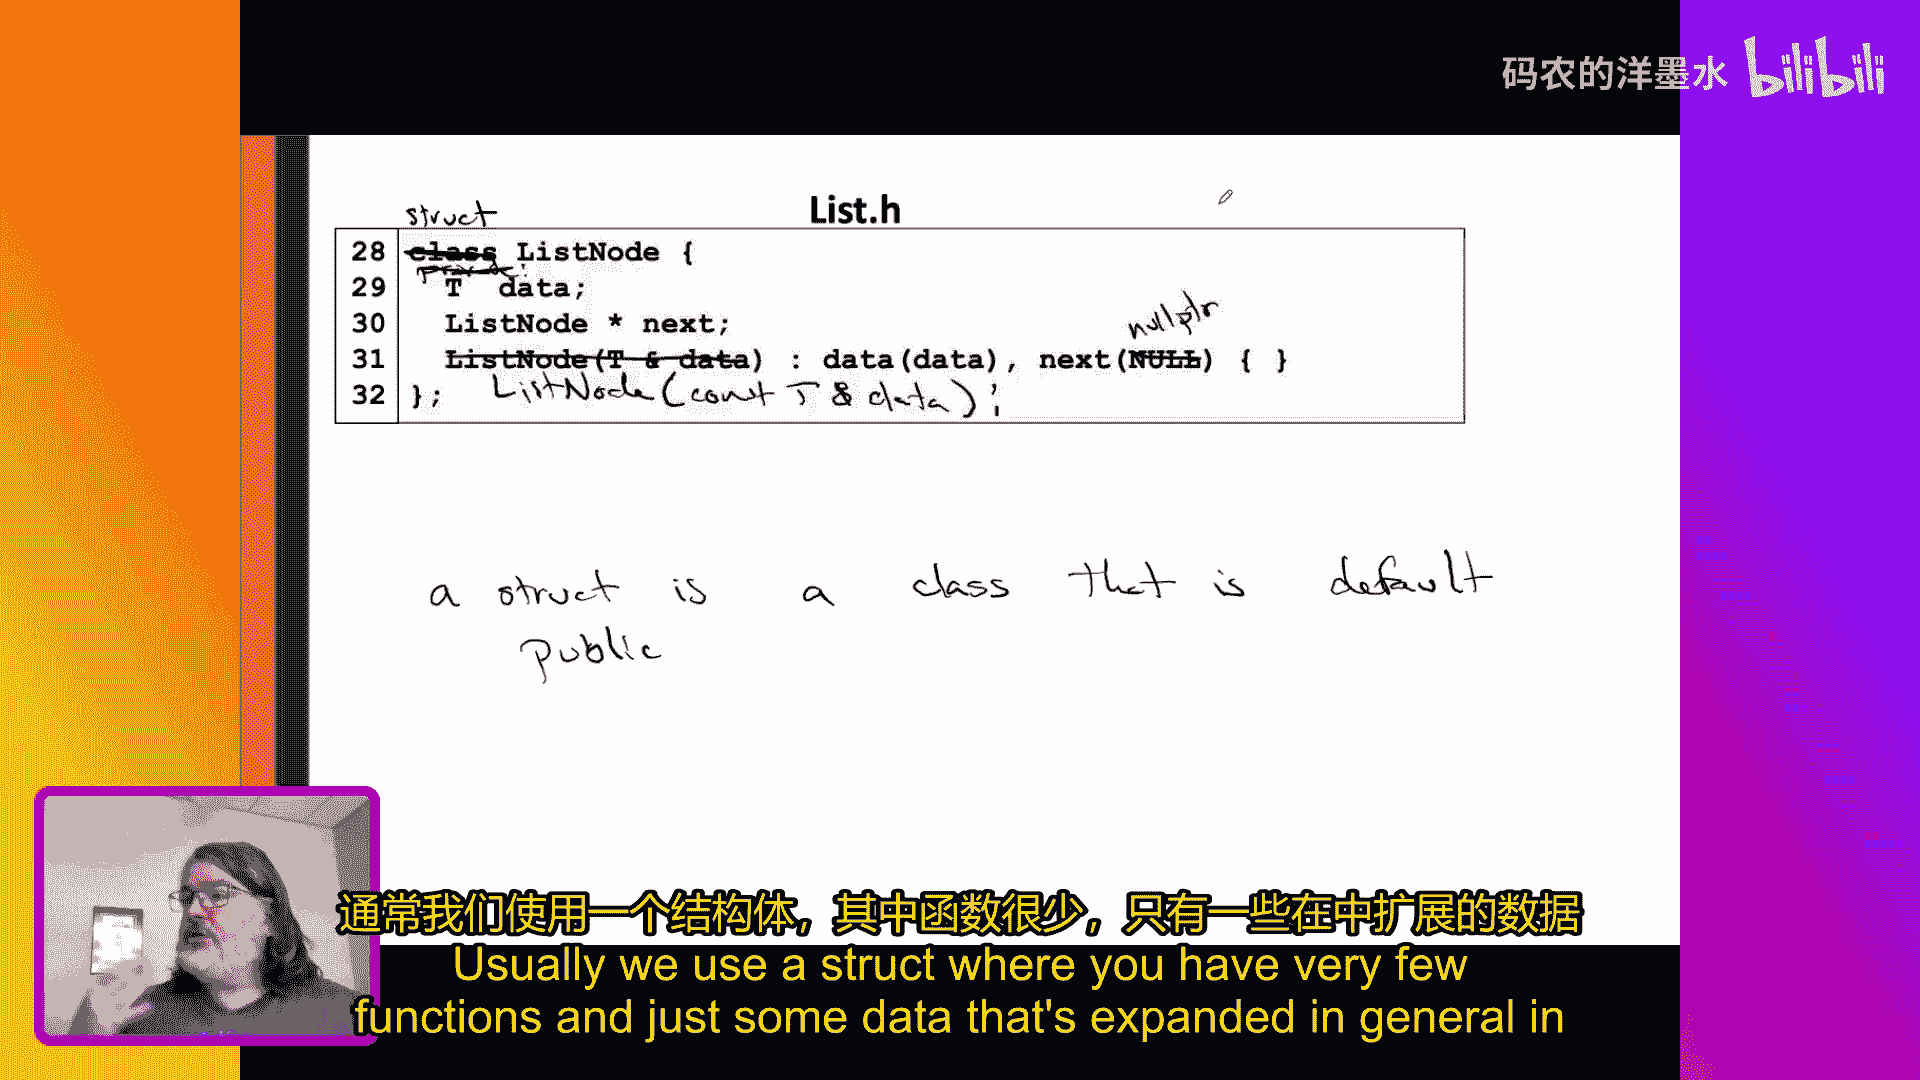 码农的洋墨水 bilibili
List.h
struct
28 class ListNode {
29 T data;
30 ListNode * next;
nullptr
31 ListNode(T & data) : data(data), next(NULL) { }
32 }; ListNode(const T & data);
a struct is a class that is default
public
通常我们使用一个结构体，其中函数很少，只有一些在中扩展的数据
Usually we use a struct where you have very few
functions and just some data that's expanded in general in